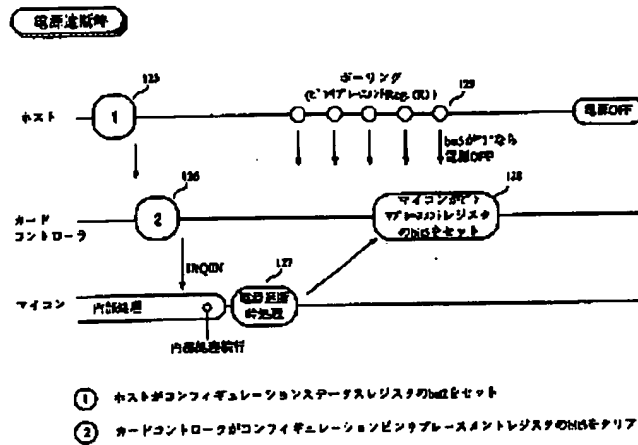 電源遮断時
125
ポーリング
129
ホスト
1
電源OFF
bit5が"1"なら
電源OFF
126
128
カード
コントローラ
2
マイコンがピン
プレースメントレジスタ
のbit5をセット
IRQIN
127
マイコン
内部処理
電源遮断
時処理
内部処理続行
1 ホストがコンフィギュレーションステータスレジスタのbit2をセット
2 カードコントローラがコンフィギュレーションピンリプレースメントレジスタのbit5をクリア